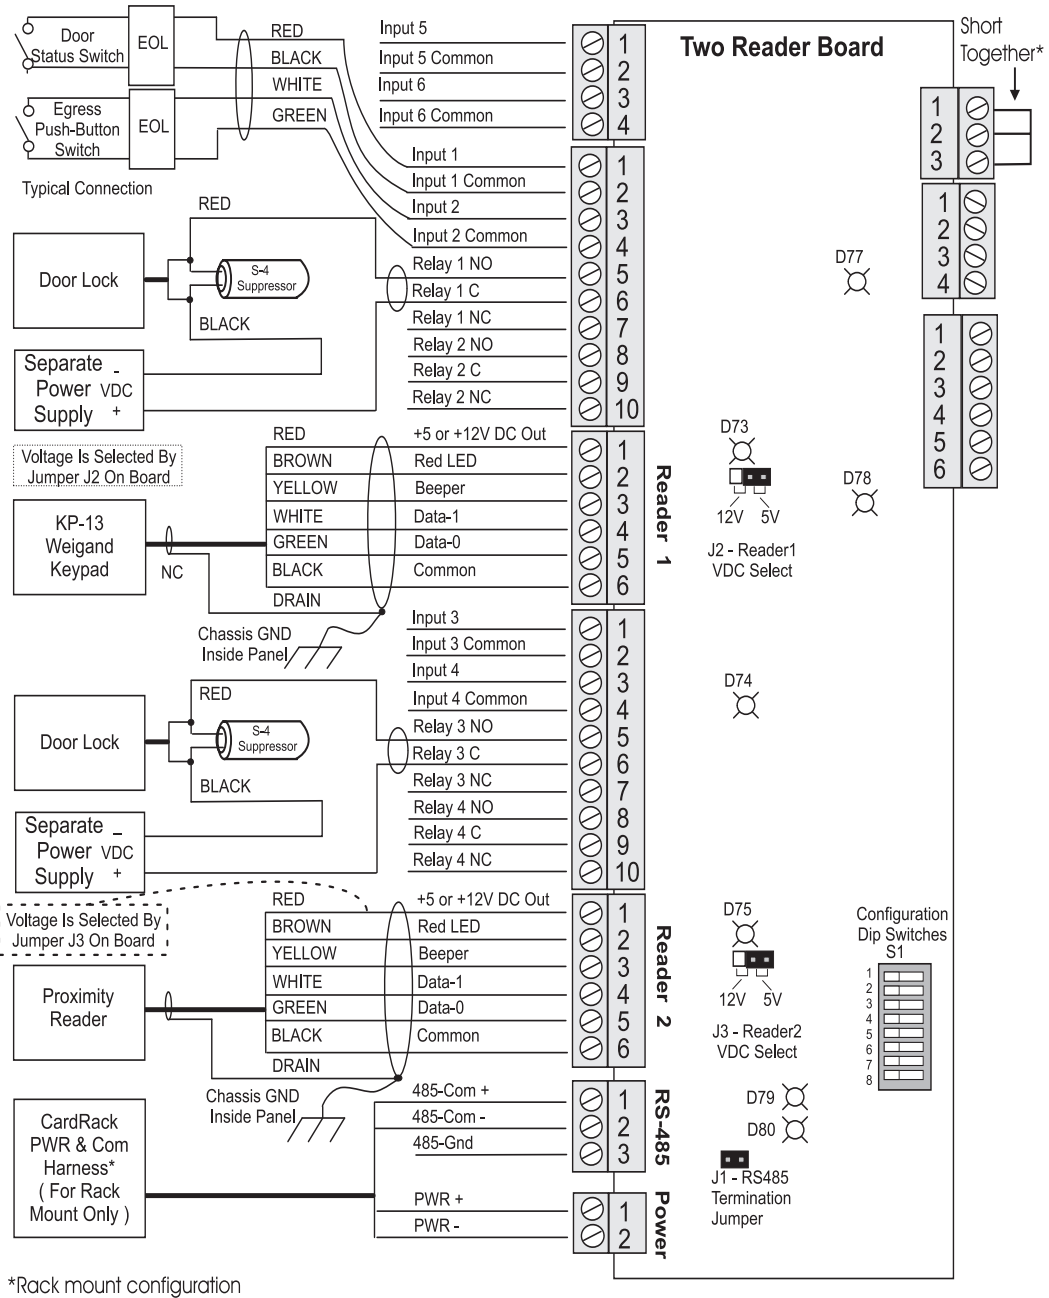 Door
Status Switch
EOL
RED
BLACK
WHITE
GREEN
Egress
Push-Button
Switch
EOL
Typical Connection
Input 5
Input 5 Common
Input 6
Input 6 Common
1
2
3
4
Two Reader Board
Short
Together*
1
2
3
1
2
3
4
1
2
3
4
5
6
Input 1
Input 1 Common
Input 2
Input 2 Common
Relay 1 NO
Relay 1 C
Relay 1 NC
Relay 2 NO
Relay 2 C
Relay 2 NC
1
2
3
4
5
6
7
8
9
10
RED
Door Lock
S-4
Suppressor
BLACK
Separate -
Power VDC
Supply +
D77
D73
12V 5V
J2 - Reader1
VDC Select
D78
Voltage Is Selected By
Jumper J2 On Board
KP-13
Weigand
Keypad
NC
RED +5 or +12V DC Out
BROWN Red LED
YELLOW Beeper
WHITE Data-1
GREEN Data-0
BLACK Common
DRAIN
1
2
3
4
5
6
Reader 1
Chassis GND
Inside Panel
Input 3
Input 3 Common
Input 4
Input 4 Common
Relay 3 NO
Relay 3 C
Relay 3 NC
Relay 4 NO
Relay 4 C
Relay 4 NC
1
2
3
4
5
6
7
8
9
10
RED
Door Lock
S-4
Suppressor
BLACK
Separate -
Power VDC
Supply +
D74
Voltage Is Selected By
Jumper J3 On Board
Proximity
Reader
RED +5 or +12V DC Out
BROWN Red LED
YELLOW Beeper
WHITE Data-1
GREEN Data-0
BLACK Common
DRAIN
1
2
3
4
5
6
Reader 2
Chassis GND
Inside Panel
D75
12V 5V
J3 - Reader2
VDC Select
Configuration
Dip Switches
S1
1
2
3
4
5
6
7
8
D79
D80
J1 - RS485
Termination
Jumper
CardRack
PWR & Com
Harness*
( For Rack
Mount Only )
485-Com +
485-Com -
485-Gnd
1
2
3
RS-485
PWR +
PWR -
1
2
Power
*Rack mount configuration